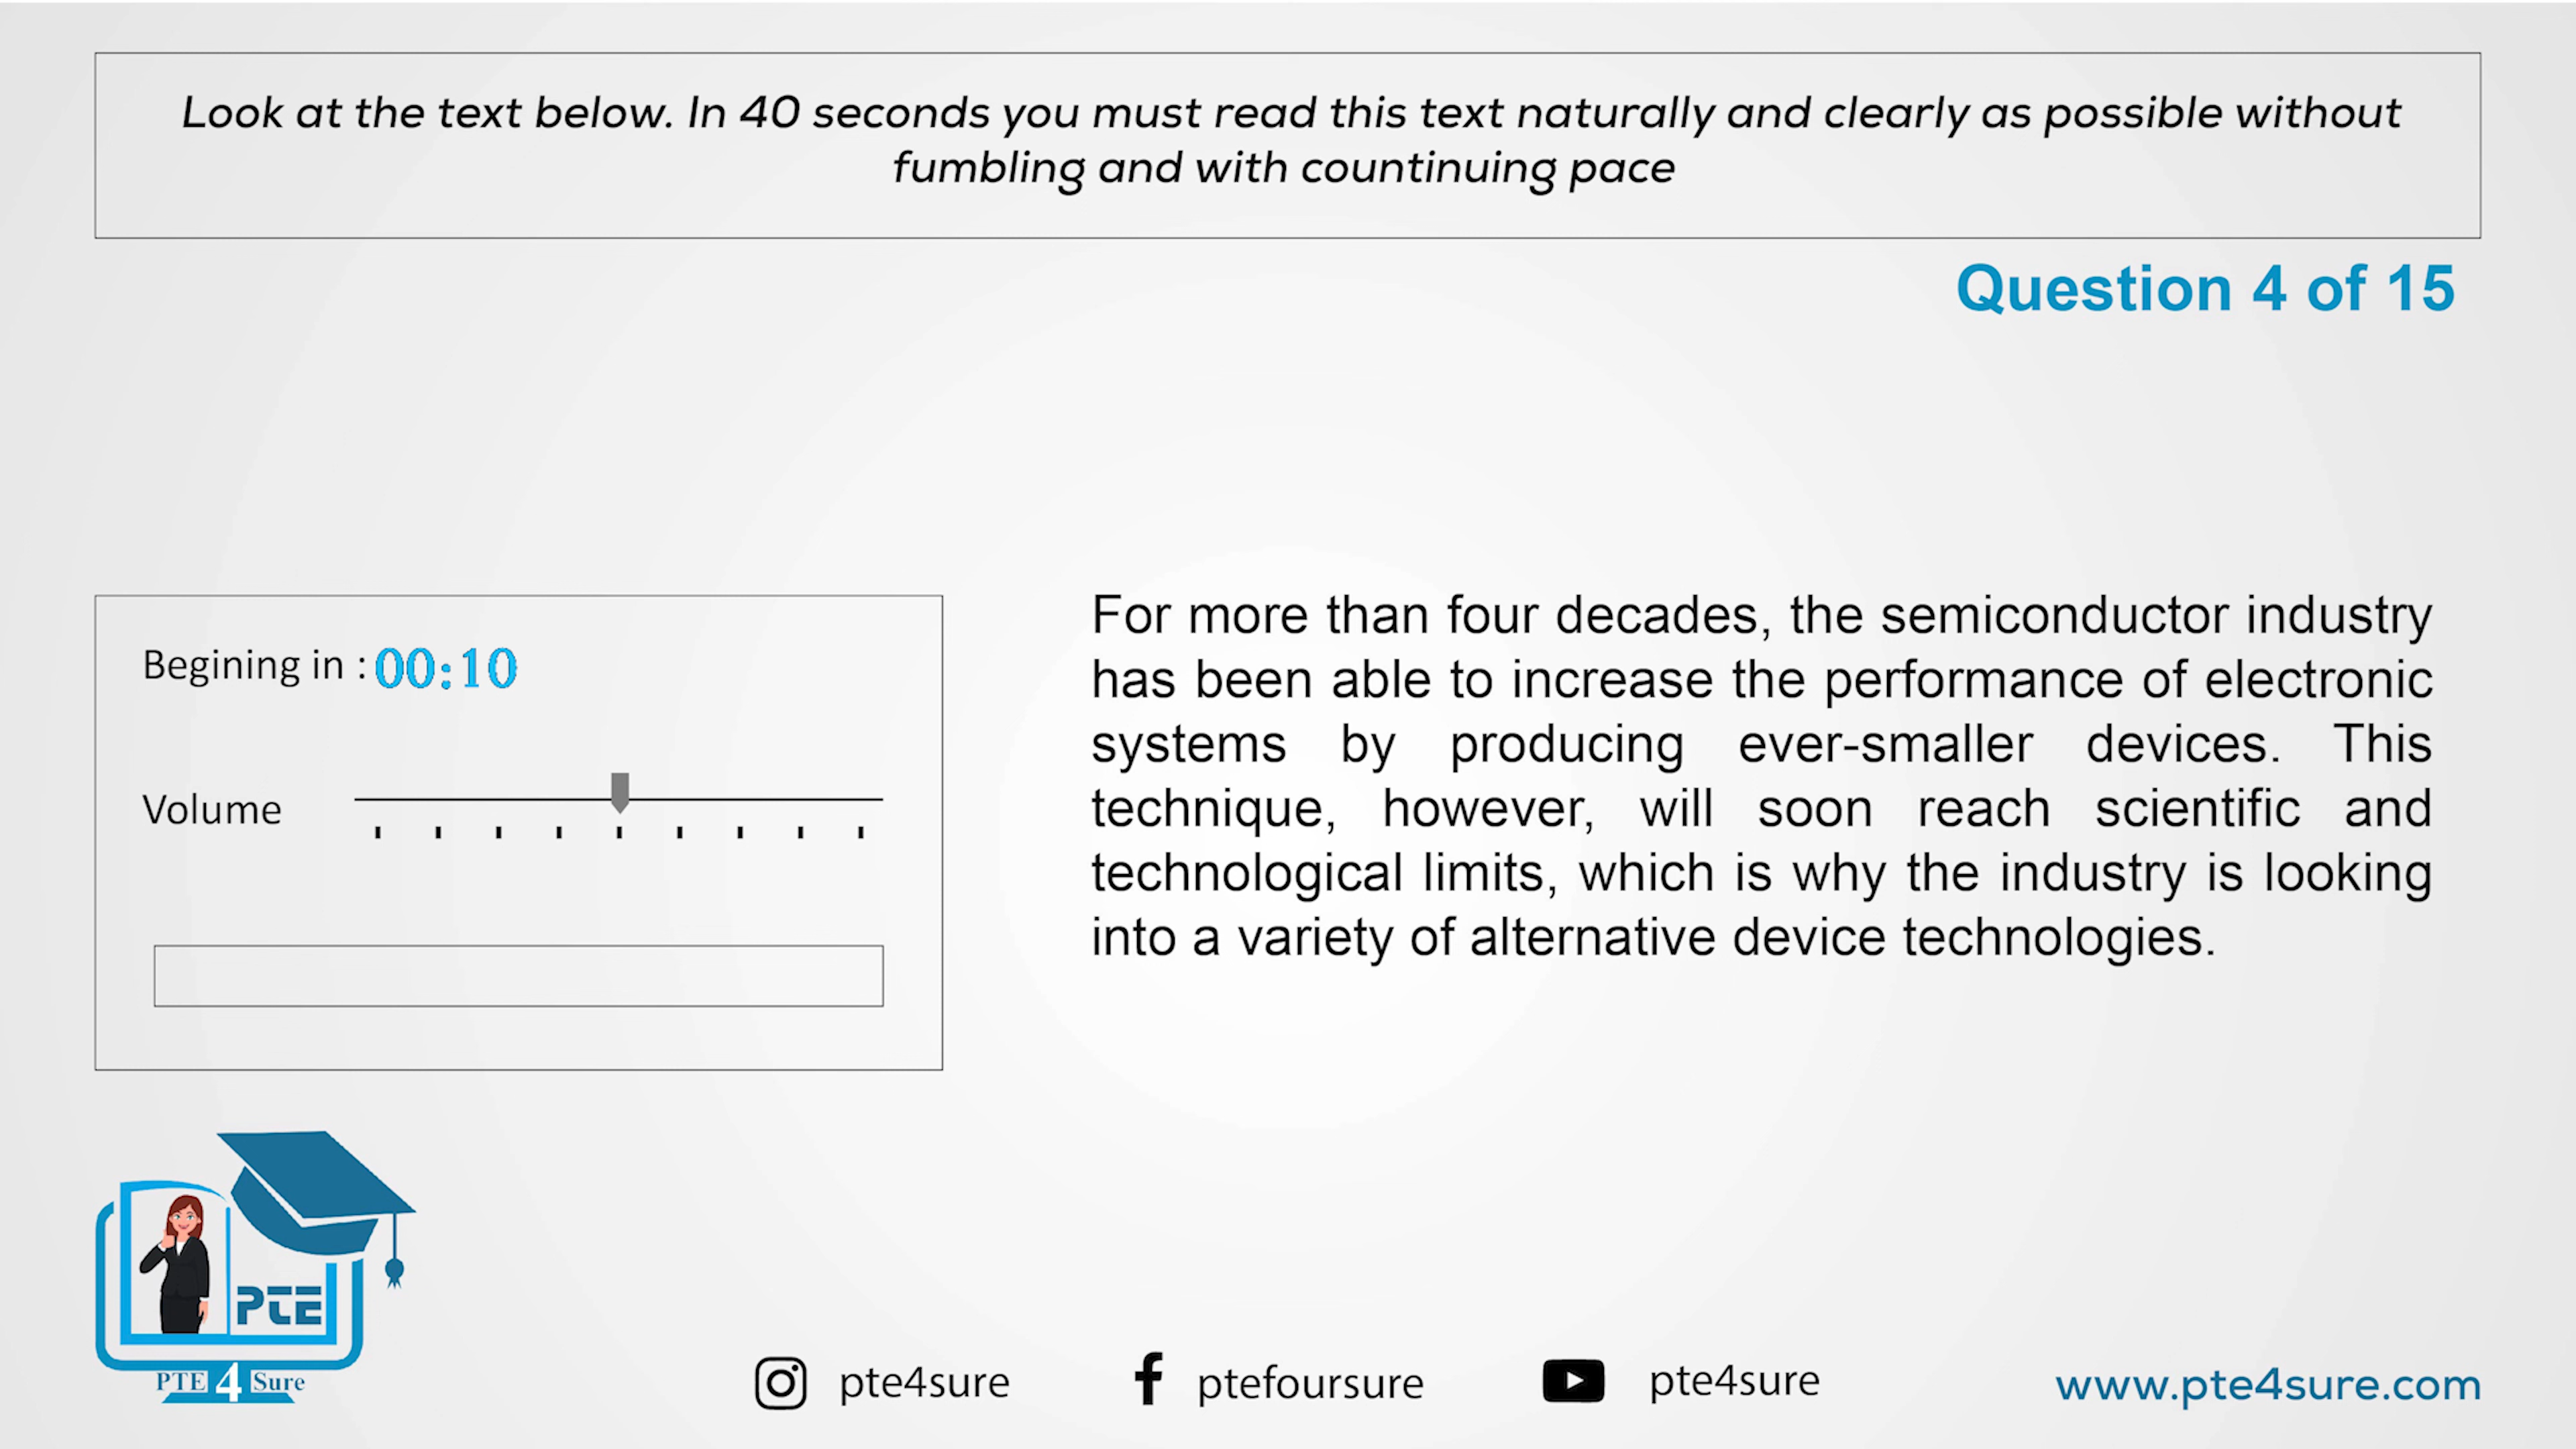 Look at the text below. In 40 seconds you must read this text naturally and clearly as possible without
fumbling and with countinuing pace
Question 4 of 15
Begining in : 00:10
Volume
For more than four decades, the semiconductor industry
has been able to increase the performance of electronic
systems by producing ever-smaller devices. This
technique, however, will soon reach scientific and
technological limits, which is why the industry is looking
into a variety of alternative device technologies.
PTE
PTE 4 Sure
pte4sure
ptefoursure
pte4sure
www.pte4sure.com